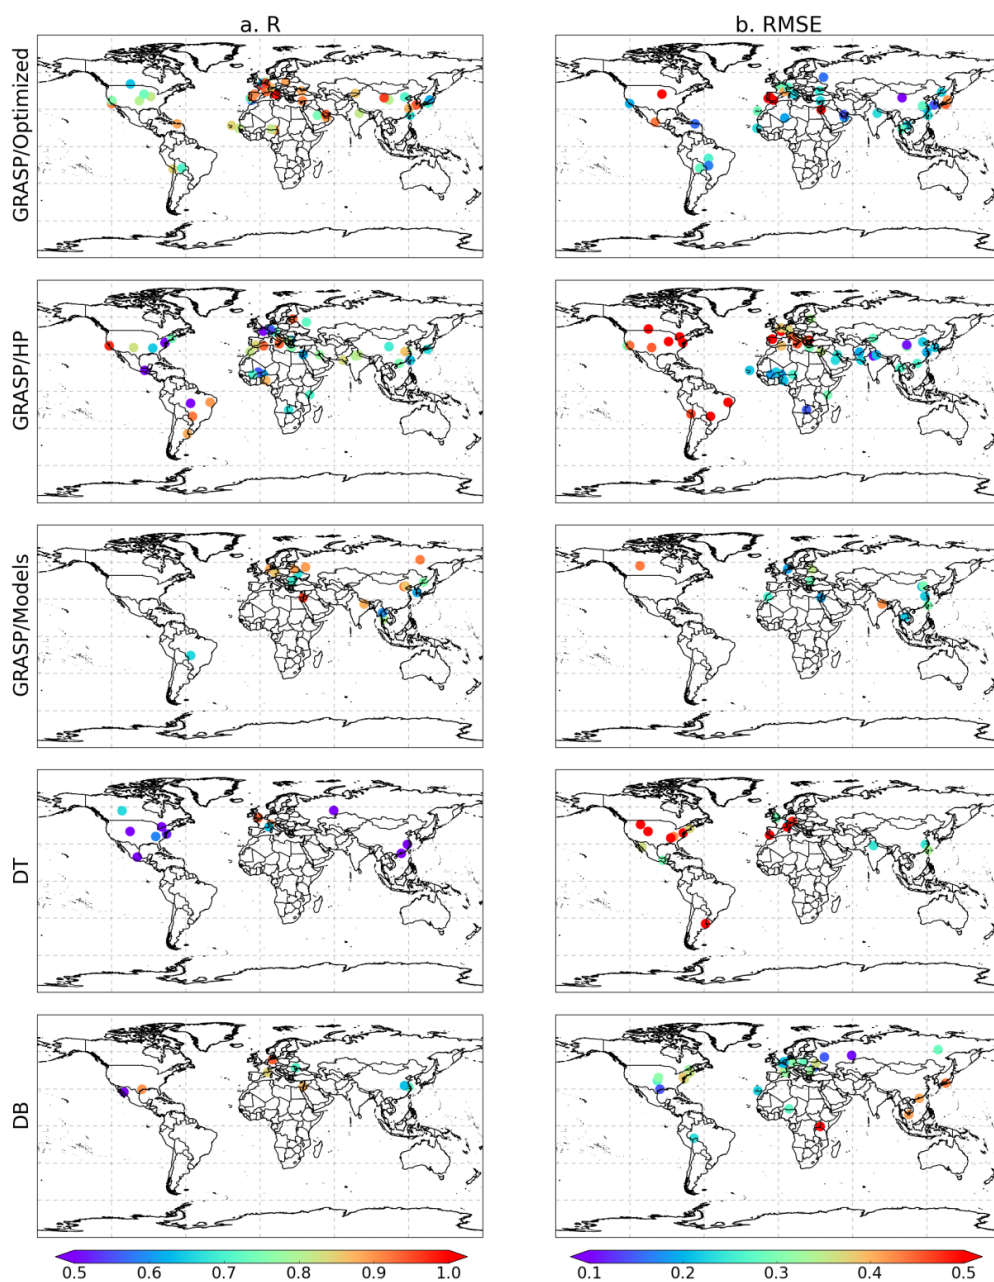 a. R
b. RMSE
GRASP/Optimized
GRASP/HP
GRASP/Models
DT
DB
0.5 0.6 0.7 0.8 0.9 1.0
0.1 0.2 0.3 0.4 0.5